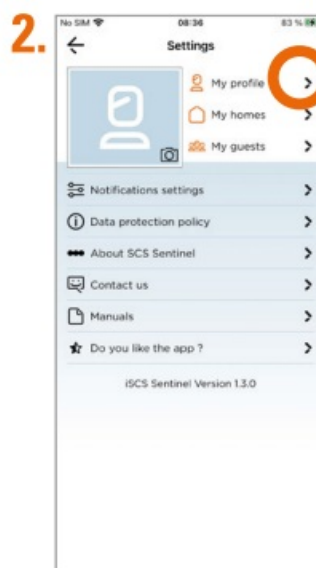 2.
No SIM 08:36 83 %
Settings
My profile
My homes
My guests
Notifications settings
Data protection policy
About SCS Sentinel
Contact us
Manuals
Do you like the app ?
iSCS Sentinel Version 1.3.0